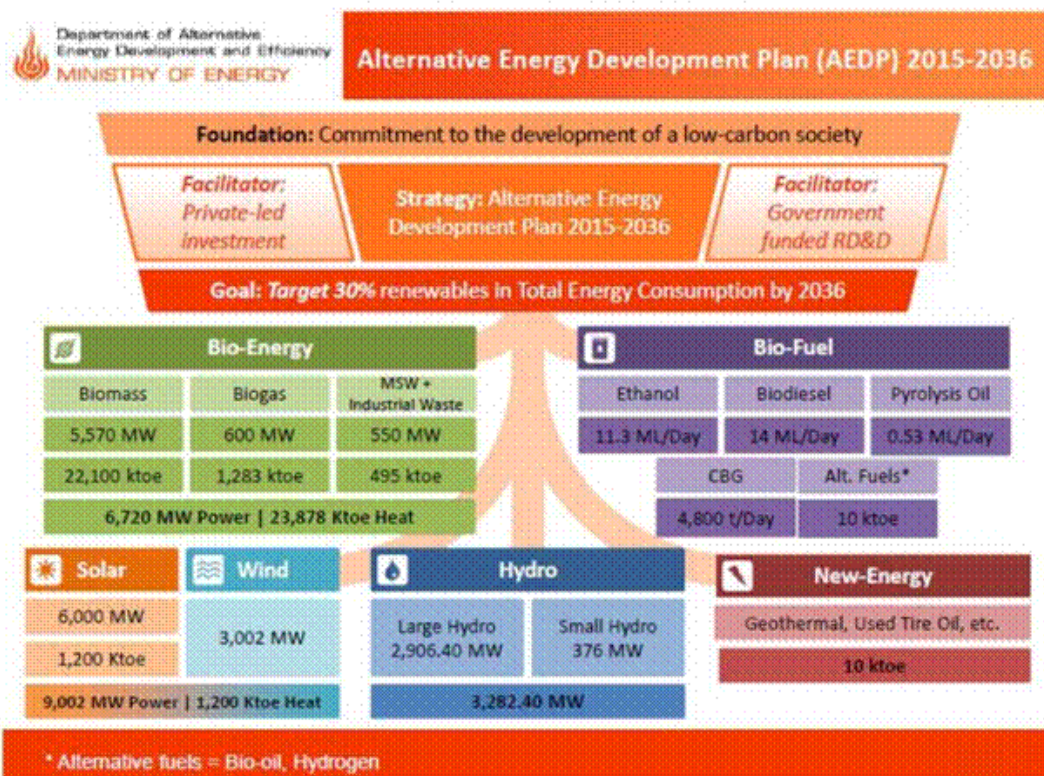 Department of Alternative
Energy Development and Efficiency
MINISTRY OF ENERGY
Alternative Energy Development Plan (AEDP) 2015-2036
Foundation: Commitment to the development of a low-carbon society
Facilitator:
Private-led
investment
Strategy: Alternative Energy
Development Plan 2015-2036
Facilitator:
Government
funded RD&D
Goal: Target 30% renewables in Total Energy Consumption by 2036
Bio-Energy
Biomass
Biogas
MSW +
Industrial Waste
5,570 MW
600 MW
550 MW
22,100 ktoe
1,283 ktoe
495 ktoe
6,720 MW Power | 23,878 Ktoe Heat
Bio-Fuel
Ethanol
Biodiesel
Pyrolysis Oil
11.3 ML/Day
14 ML/Day
0.53 ML/Day
CBG
Alt. Fuels*
4,800 t/Day
10 ktoe
Solar
6,000 MW
1,200 Ktoe
Wind
3,002 MW
9,002 MW Power | 1,200 Ktoe Heat
Hydro
Large Hydro
2,906.40 MW
Small Hydro
376 MW
3,282.40 MW
New-Energy
Geothermal, Used Tire Oil, etc.
10 ktoe
* Alternative fuels = Bio-oil, Hydrogen